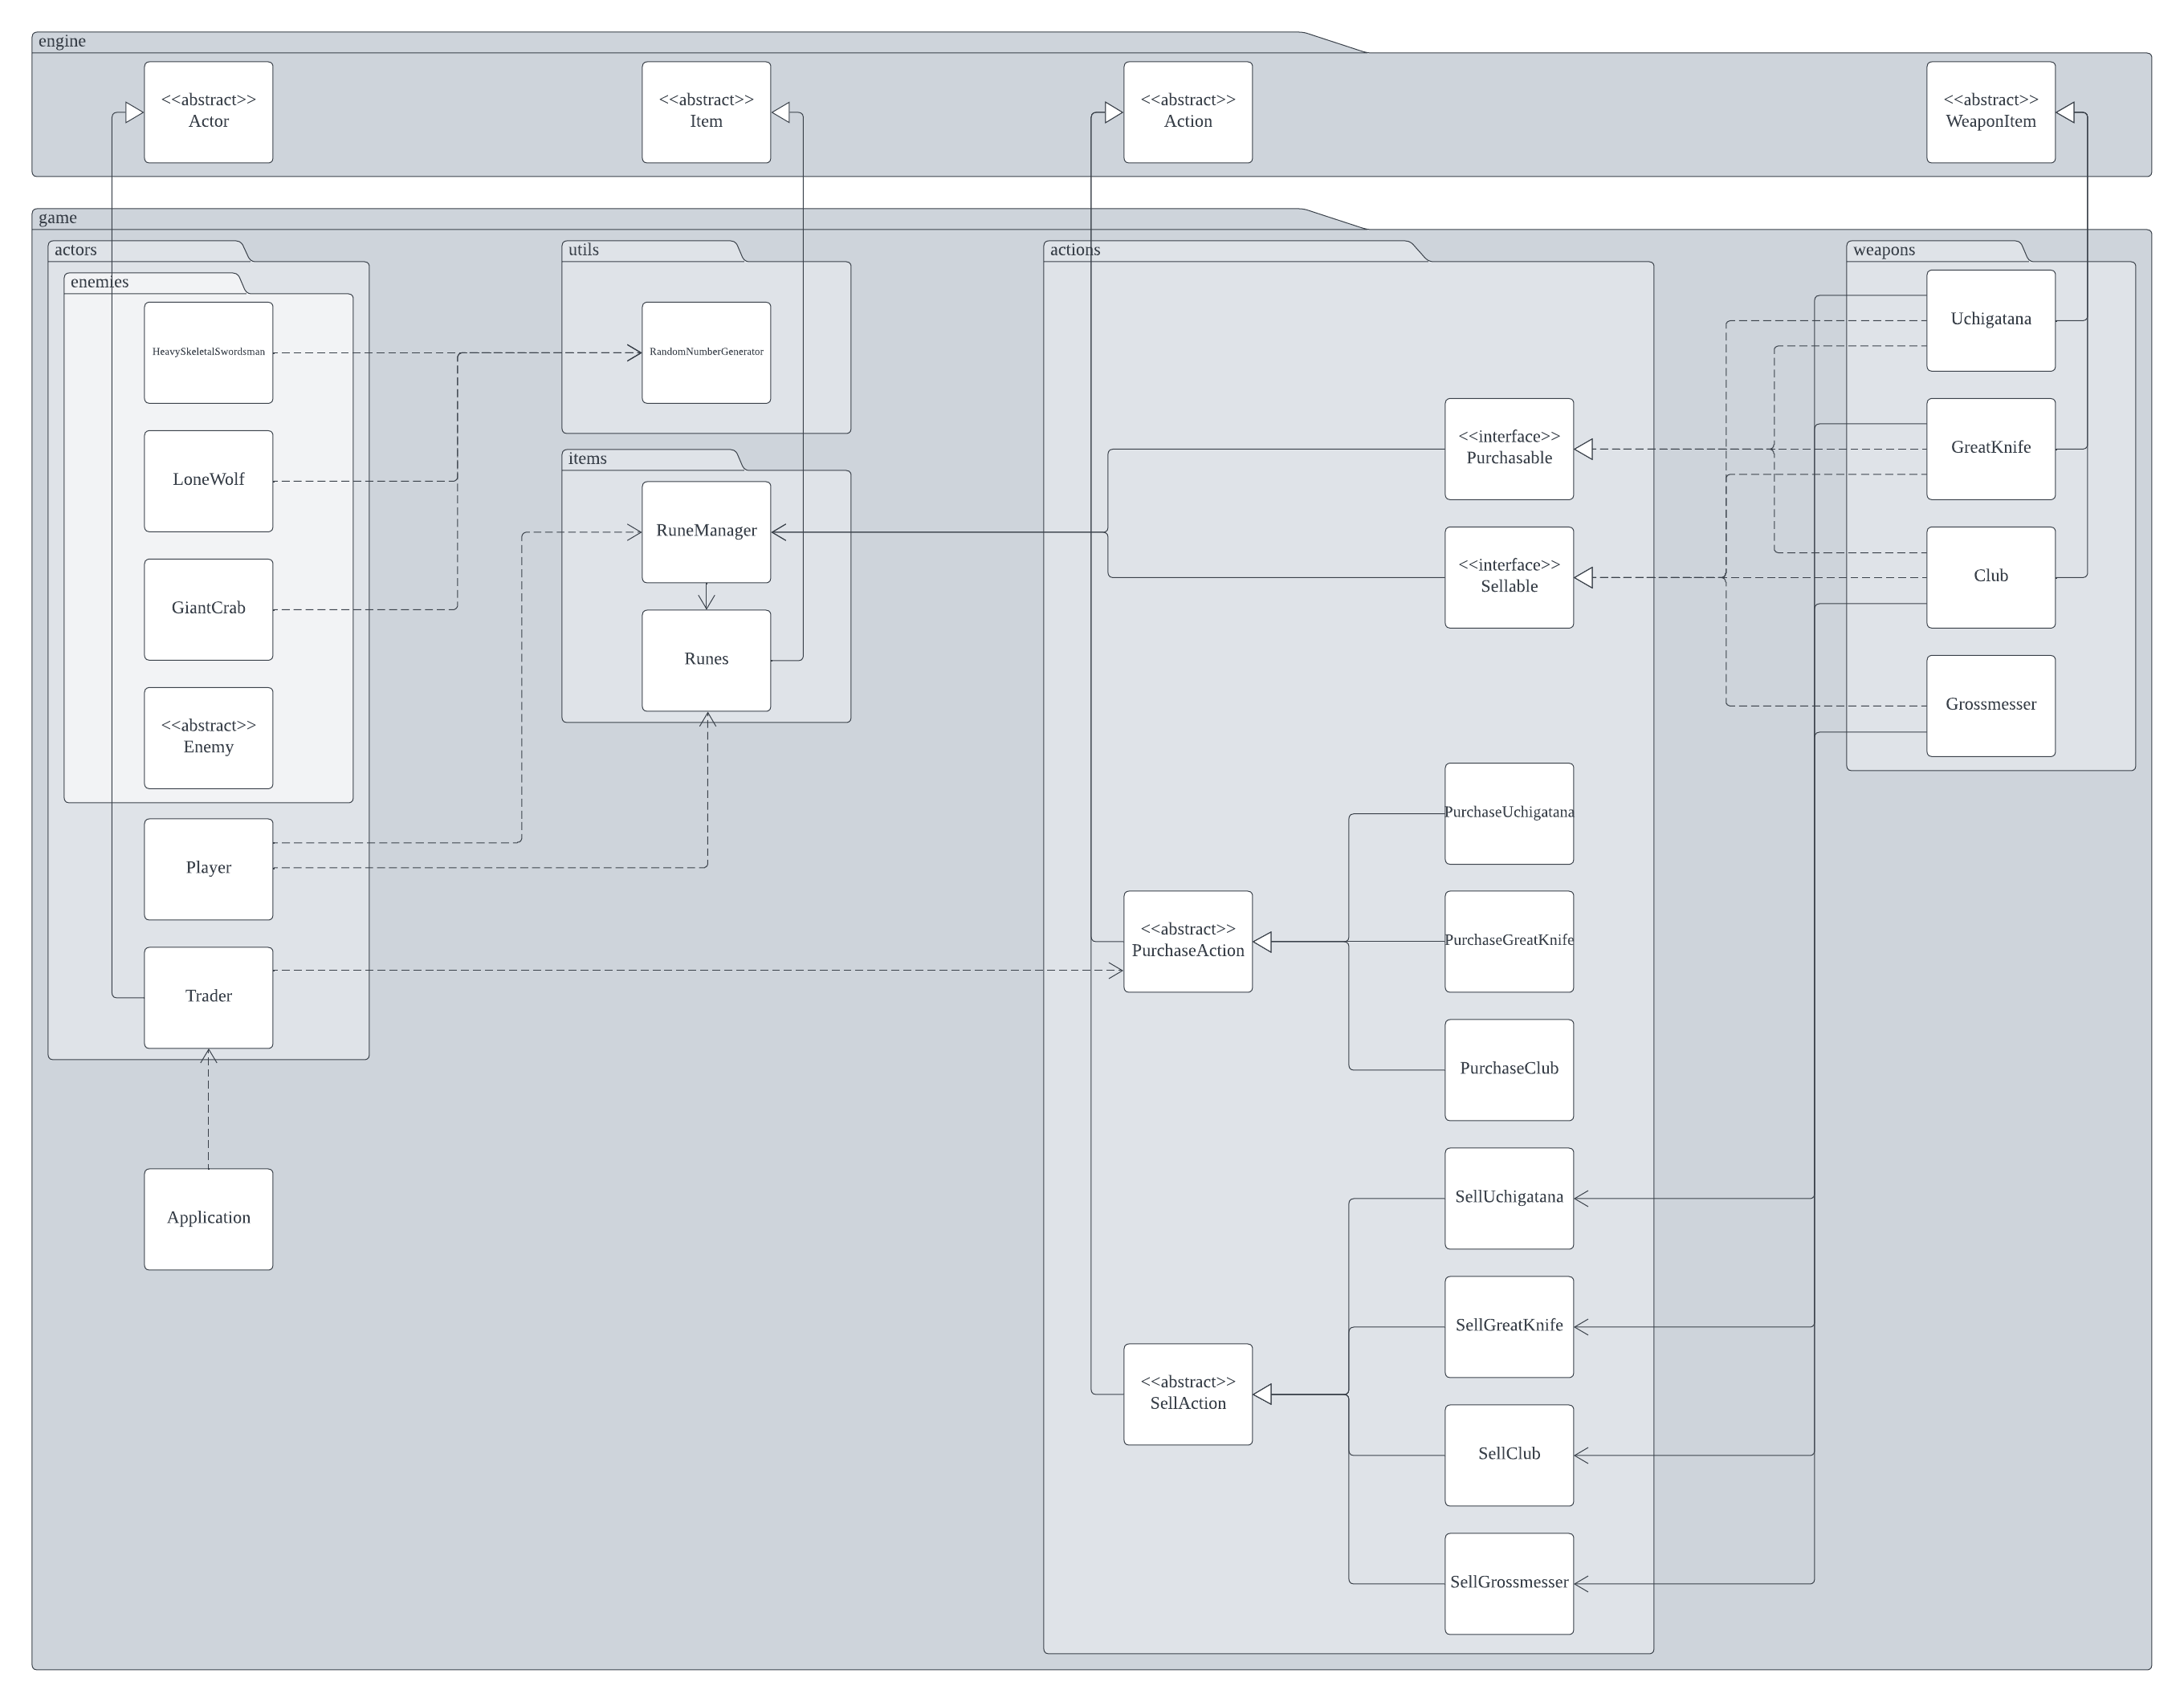 engine
<<abstract>>
Actor
<<abstract>>
Item
<<abstract>>
Action
<<abstract>>
WeaponItem
game
actors
enemies
HeavySkeletalSwordsman
LoneWolf
GiantCrab
<<abstract>>
Enemy
Player
Trader
Application
utils
RandomNumberGenerator
items
RuneManager
Runes
actions
<<interface>>
Purchasable
<<interface>>
Sellable
PurchaseUchigatana
<<abstract>>
PurchaseAction
PurchaseGreatKnife
PurchaseClub
SellUchigatana
SellGreatKnife
<<abstract>>
SellAction
SellClub
SellGrossmesser
weapons
Uchigatana
GreatKnife
Club
Grossmesser